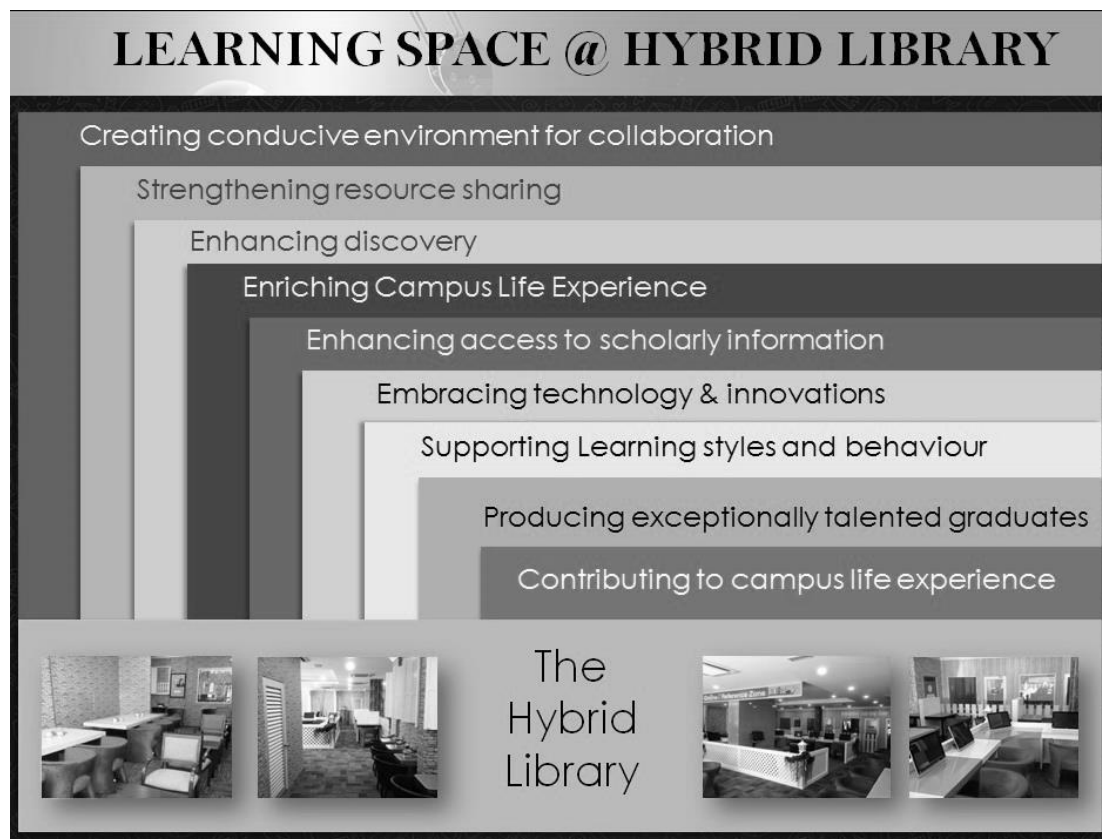 LEARNING SPACE @ HYBRID LIBRARY
Creating conducive environment for collaboration
Strengthening resource sharing
Enhancing discovery
Enriching Campus Life Experience
Enhancing access to scholarly information
Embracing technology & innovations
Supporting Learning styles and behaviour
Producing exceptionally talented graduates
Contributing to campus life experience
The
Hybrid
Library
Reference Zone